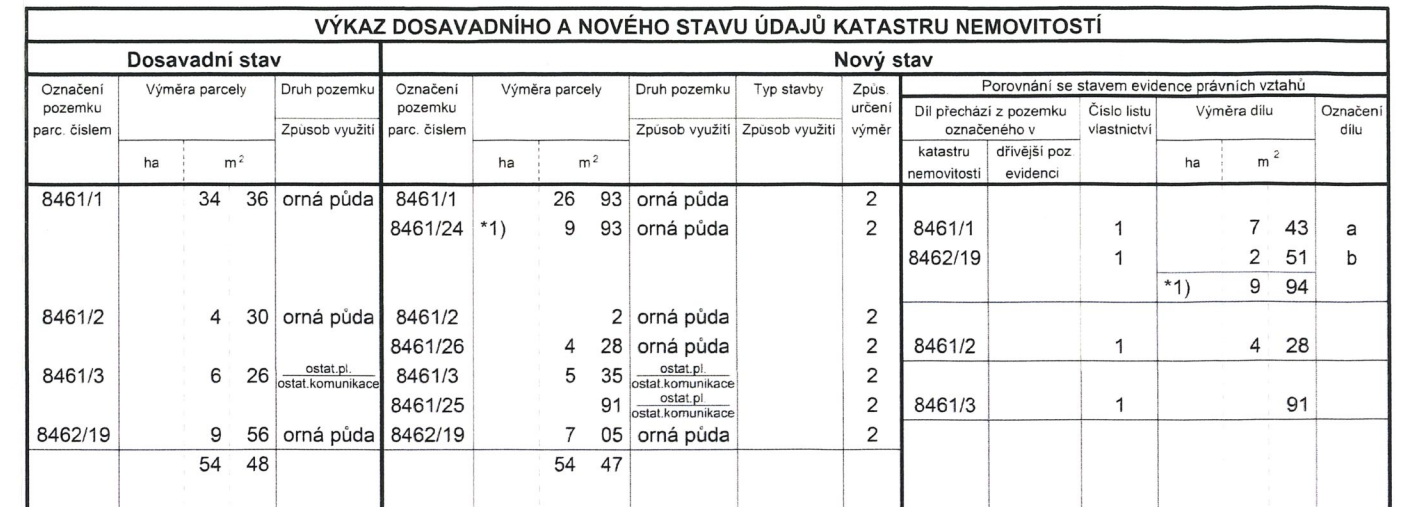 VÝKAZ DOSAVADNÍHO A NOVÉHO STAVU ÚDAJŮ KATASTRU NEMOVITOSTÍ
Dosavadní stav Nový stav
Označení pozemku parc. číslem Výměra parcely ha m² Druh pozemku Způsob využití Označení pozemku parc. číslem Výměra parcely ha m² Druh pozemku Způsob využití Typ stavby Způsob využití Způs. určení výměr Porovnání se stavem evidence právních vztahů
Díl přechází z pozemku označeného v katastru nemovitostí dřívější poz. evidenci Číslo listu vlastnictví Výměra dílu ha m² Označení dílu
8461/1 34 36 orná půda 8461/1 26 93 orná půda 2
8461/24 *1) 9 93 orná půda 2 8461/1 1 7 43 a
8462/19 1 2 51 b
*1) 9 94
8461/2 4 30 orná půda 8461/2 2 orná půda 2
8461/26 4 28 orná půda 2 8461/2 1 4 28
8461/3 6 26 ostat.pl. ostat.komunikace 8461/3 5 35 ostat.pl. ostat.komunikace 2
8461/25 91 ostat.pl. ostat.komunikace 2 8461/3 1 91
8462/19 9 56 orná půda 8462/19 7 05 orná půda 2
54 48 54 47